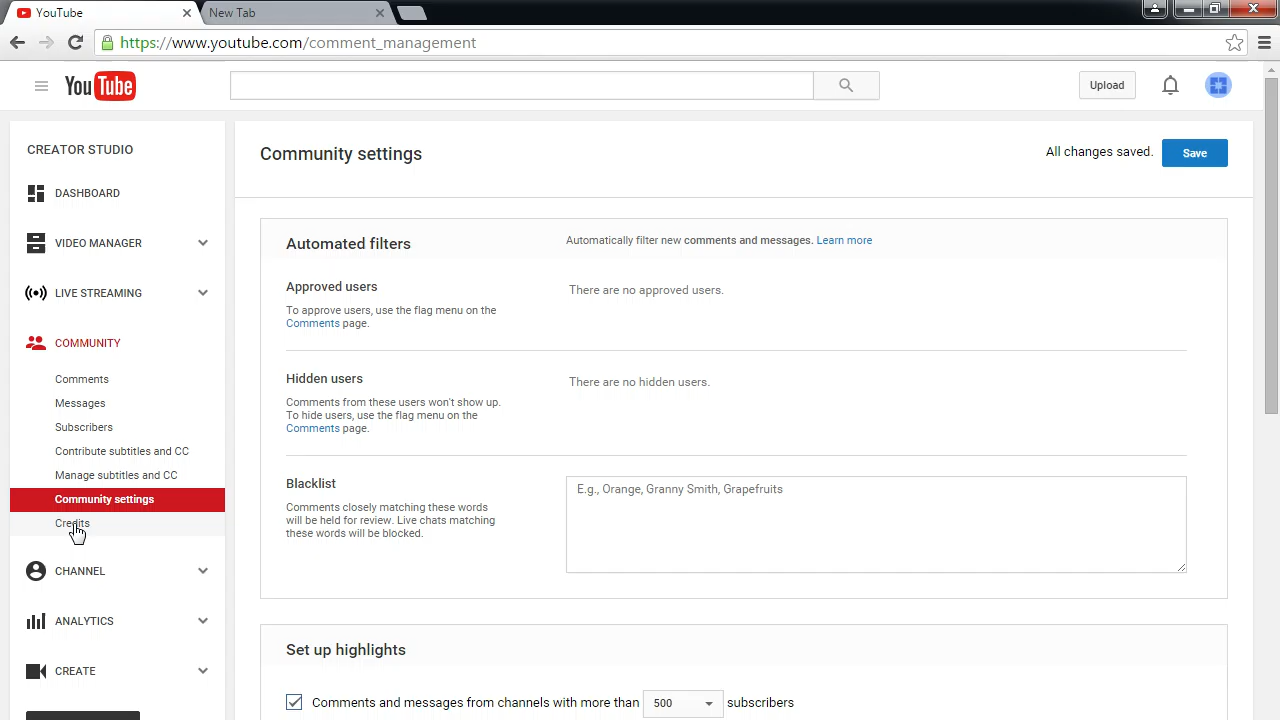 YouTube
New Tab
https://www.youtube.com/comment_management
YouTube
Upload
CREATOR STUDIO
DASHBOARD
VIDEO MANAGER
LIVE STREAMING
COMMUNITY
Comments
Messages
Subscribers
Contribute subtitles and CC
Manage subtitles and CC
Community settings
Credits
CHANNEL
ANALYTICS
CREATE
Community settings
All changes saved.
Save
Automated filters
Automatically filter new comments and messages. Learn more
Approved users
To approve users, use the flag menu on the
Comments page.
There are no approved users.
Hidden users
Comments from these users won't show up.
To hide users, use the flag menu on the
Comments page.
There are no hidden users.
Blacklist
Comments closely matching these words
will be held for review. Live chats matching
these words will be blocked.
E.g., Orange, Granny Smith, Grapefruits
Set up highlights
Comments and messages from channels with more than 500 subscribers